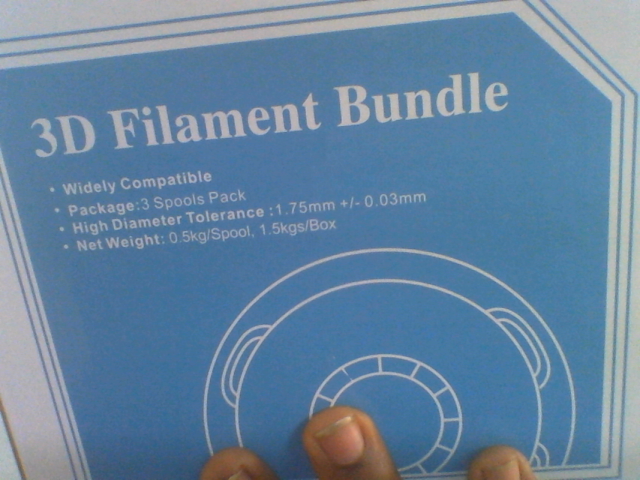 3D Filament Bundle
• Widely Compatible
• Package:3 Spools Pack
• High Diameter Tolerance :1.75mm +/- 0.03mm
• Net Weight: 0.5kg/Spool, 1.5kgs/Box